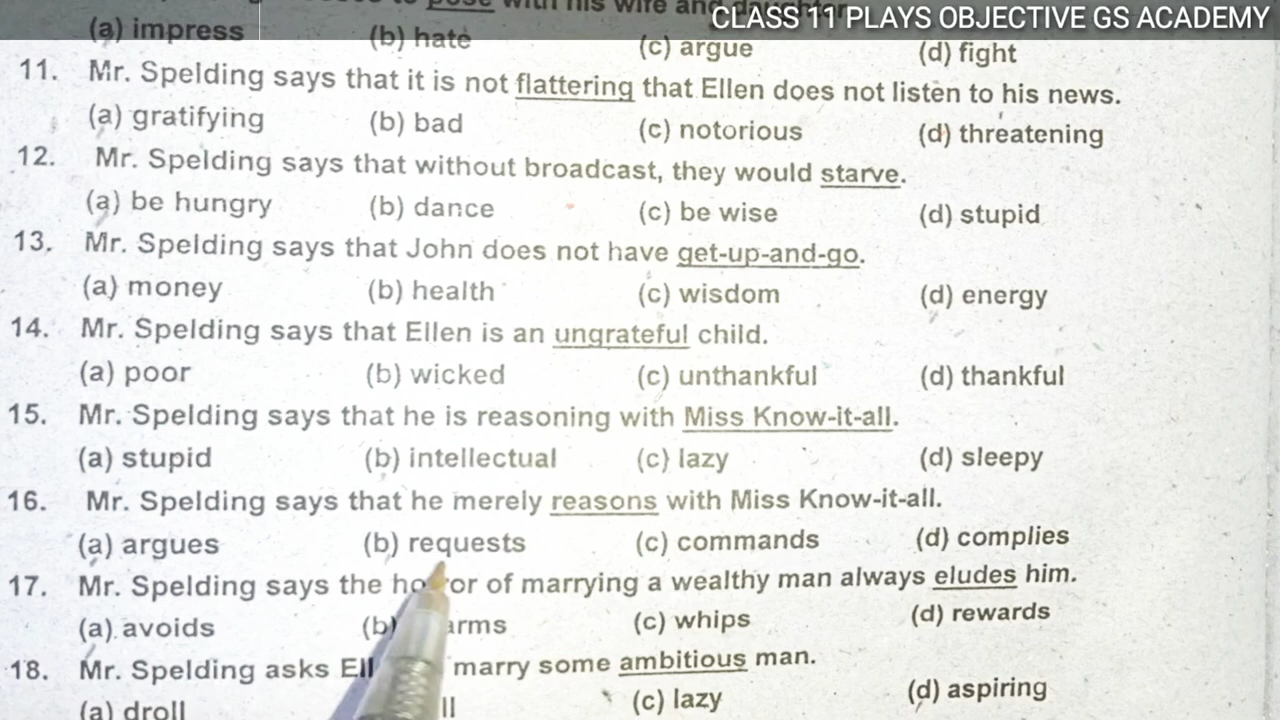 pose with his wife and daughter
CLASS 11 PLAYS OBJECTIVE GS ACADEMY
(a) impress (b) hate (c) argue (d) fight
11. Mr. Spelding says that it is not flattering that Ellen does not listen to his news.
(a) gratifying (b) bad (c) notorious (d) threatening
12. Mr. Spelding says that without broadcast, they would starve.
(a) be hungry (b) dance (c) be wise (d) stupid
13. Mr. Spelding says that John does not have get-up-and-go.
(a) money (b) health (c) wisdom (d) energy
14. Mr. Spelding says that Ellen is an ungrateful child.
(a) poor (b) wicked (c) unthankful (d) thankful
15. Mr. Spelding says that he is reasoning with Miss Know-it-all.
(a) stupid (b) intellectual (c) lazy (d) sleepy
16. Mr. Spelding says that he merely reasons with Miss Know-it-all.
(a) argues (b) requests (c) commands (d) complies
17. Mr. Spelding says the of marrying a wealthy man always eludes him.
(a) avoids (b) (c) whips (d) rewards
18. Mr. Spelding asks marry some ambitious man.
(a) droll (c) lazy (d) aspiring